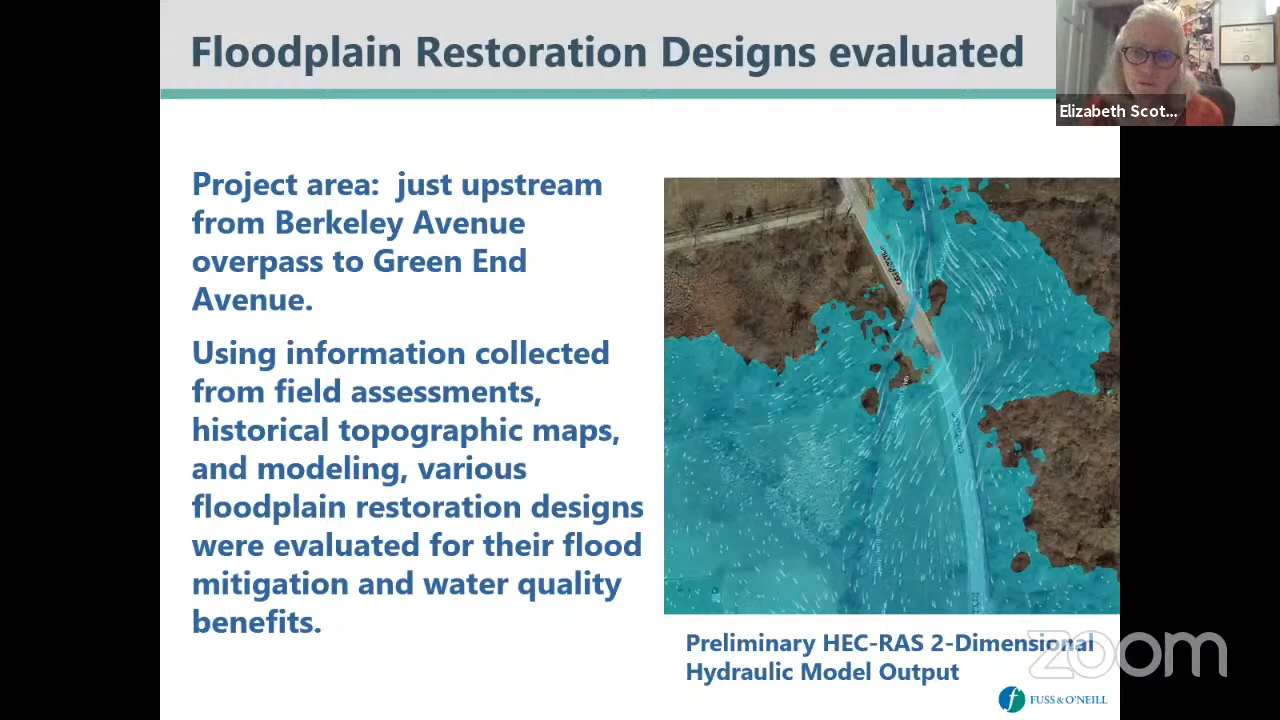 Floodplain Restoration Designs evaluated
Elizabeth Scot...
Project area:  just upstream
from Berkeley Avenue
overpass to Green End
Avenue.
Using information collected
from field assessments,
historical topographic maps,
and modeling, various
floodplain restoration designs
were evaluated for their flood
mitigation and water quality
benefits.
Preliminary HEC-RAS 2-Dimensional
Hydraulic Model Output
zoom
FUSS & O'NEILL